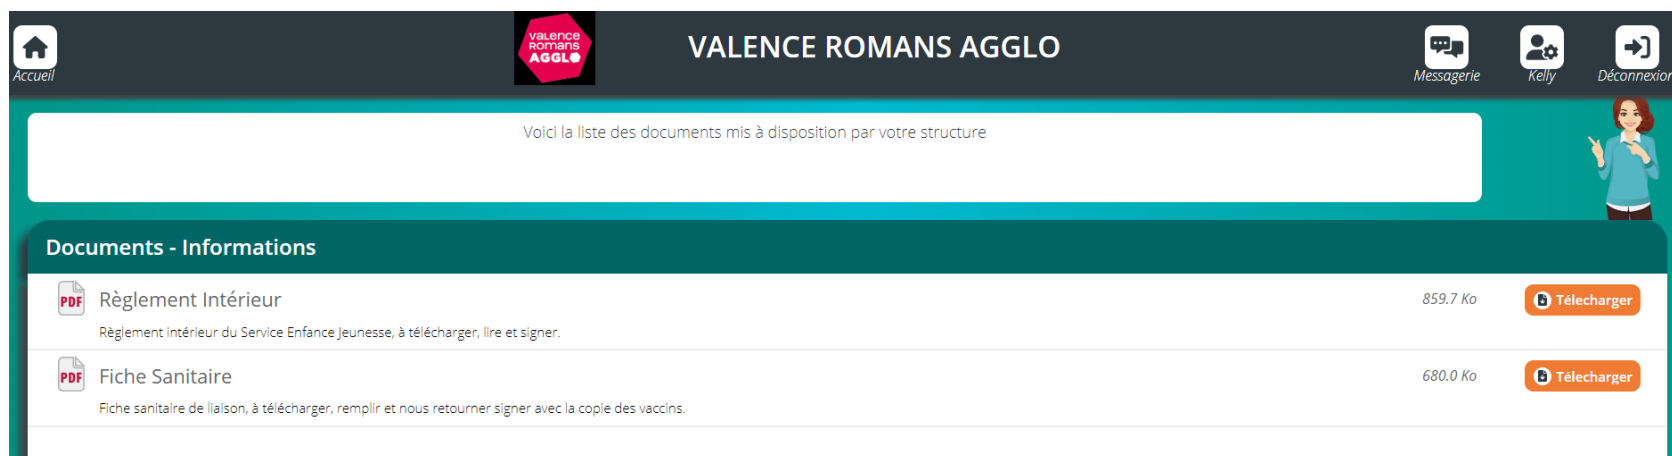 valence
Romans
AGGLO
VALENCE ROMANS AGGLO
Accueil
Messagerie
Kelly
Déconnexion
Voici la liste des documents mis à disposition par votre structure
Documents - Informations
PDF Règlement Intérieur 859.7 Ko Télecharger
Règlement intérieur du Service Enfance Jeunesse, à télécharger, lire et signer.
PDF Fiche Sanitaire 680.0 Ko Télecharger
Fiche sanitaire de liaison, à télécharger, remplir et nous retourner signer avec la copie des vaccins.